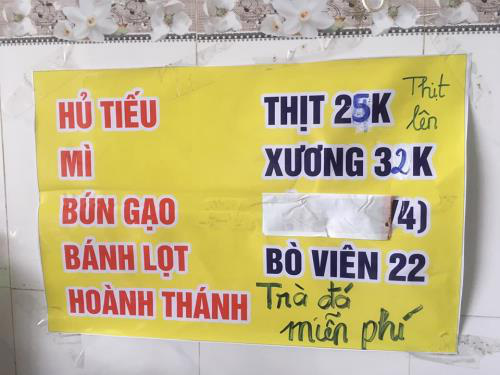 HỦ TIẾU THỊT 25K Thịt lên
MÌ XƯƠNG 32K
BÚN GẠO /4)
BÁNH LỌT BÒ VIÊN 22
HOÀNH THÁNH Trà đá
miễn phí